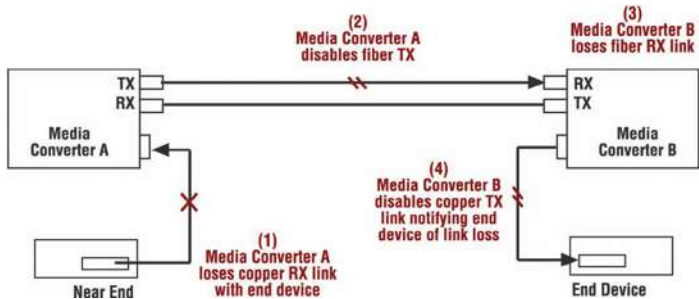 (2)
Media Converter A
disables fiber TX
(3)
Media Converter B
loses fiber RX link
TX
RX
Media
Converter A
RX
TX
Media
Converter B
(4)
Media Converter B
disables copper TX
link notifying end
device of link loss
(1)
Media Converter A
loses copper RX link
with end device
Near End
End Device